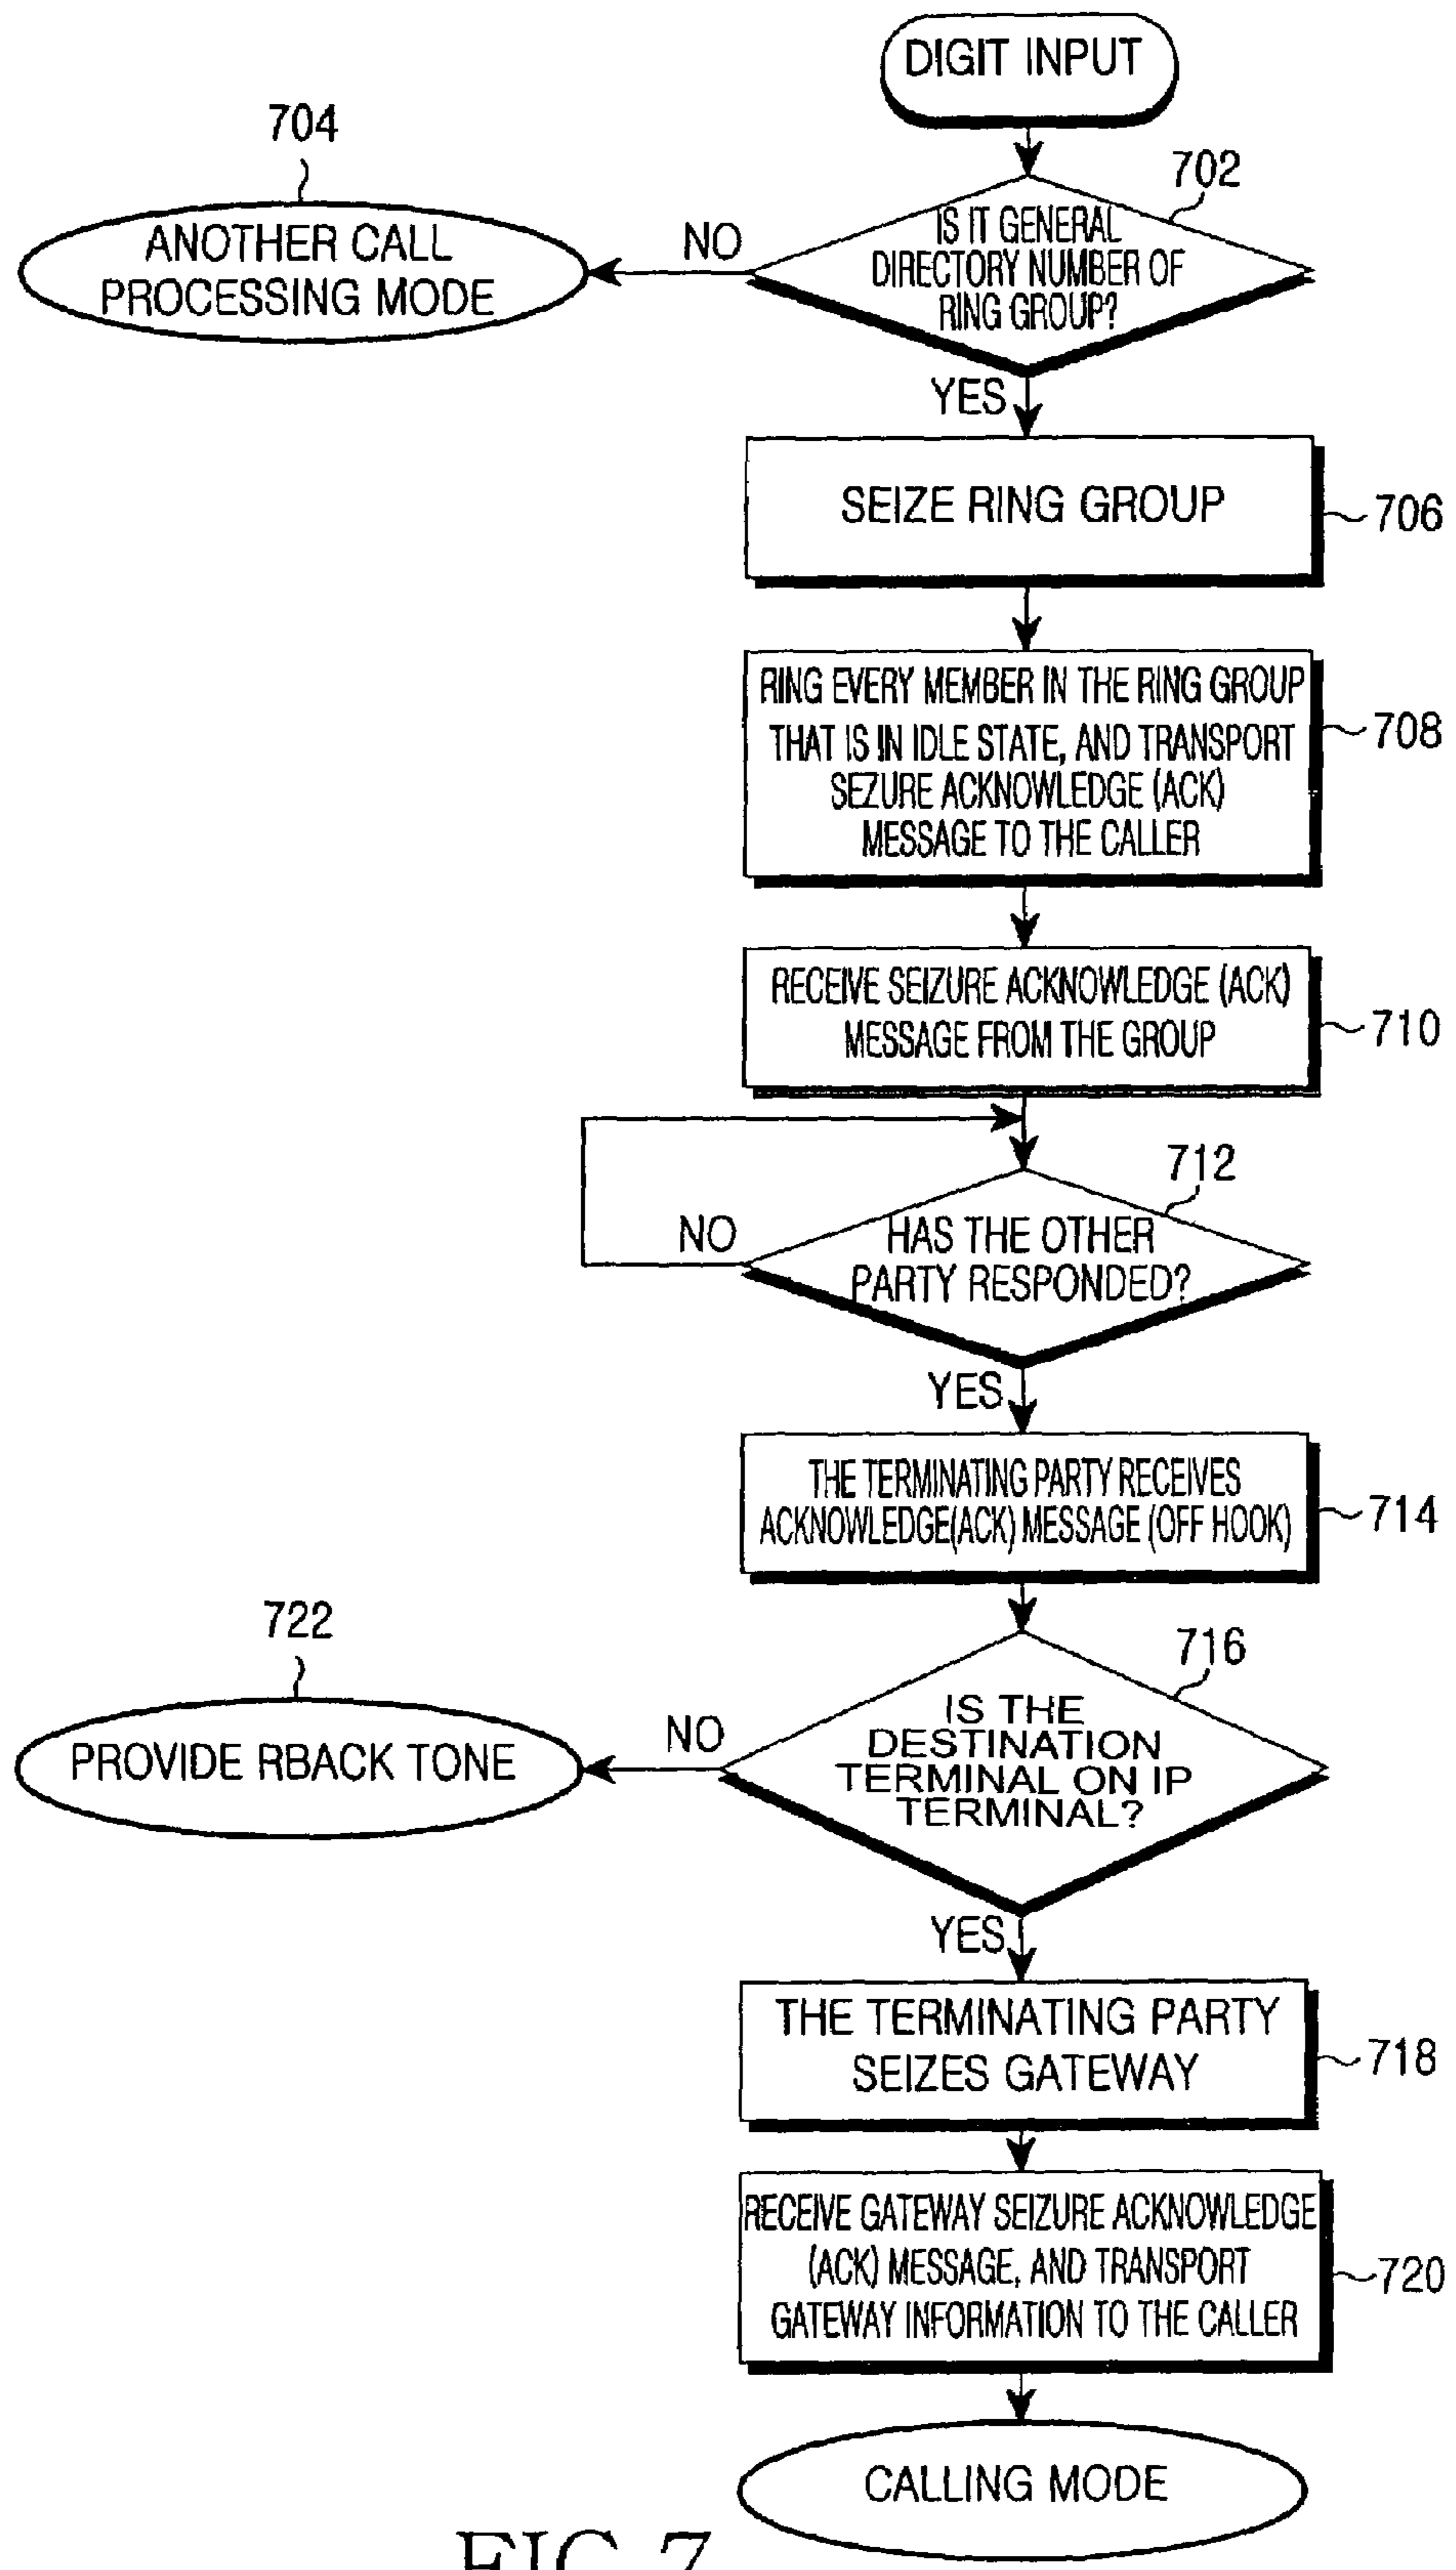 DIGIT INPUT
704
702
ANOTHER CALL
PROCESSING MODE
NO
IS IT GENERAL
DIRECTORY NUMBER OF
RING GROUP?
YES
SEIZE RING GROUP
706
RING EVERY MEMBER IN THE RING GROUP
THAT IS IN IDLE STATE, AND TRANSPORT
SEZURE ACKNOWLEDGE (ACK)
MESSAGE TO THE CALLER
708
RECEIVE SEIZURE ACKNOWLEDGE (ACK)
MESSAGE FROM THE GROUP
710
712
NO
HAS THE OTHER
PARTY RESPONDED?
YES
THE TERMINATING PARTY RECEIVES
ACKNOWLEDGE(ACK) MESSAGE (OFF HOOK)
714
722
716
PROVIDE RBACK TONE
NO
IS THE
DESTINATION
TERMINAL ON IP
TERMINAL?
YES
THE TERMINATING PARTY
SEIZES GATEWAY
718
RECEIVE GATEWAY SEIZURE ACKNOWLEDGE
(ACK) MESSAGE, AND TRANSPORT
GATEWAY INFORMATION TO THE CALLER
720
CALLING MODE
FIG.7